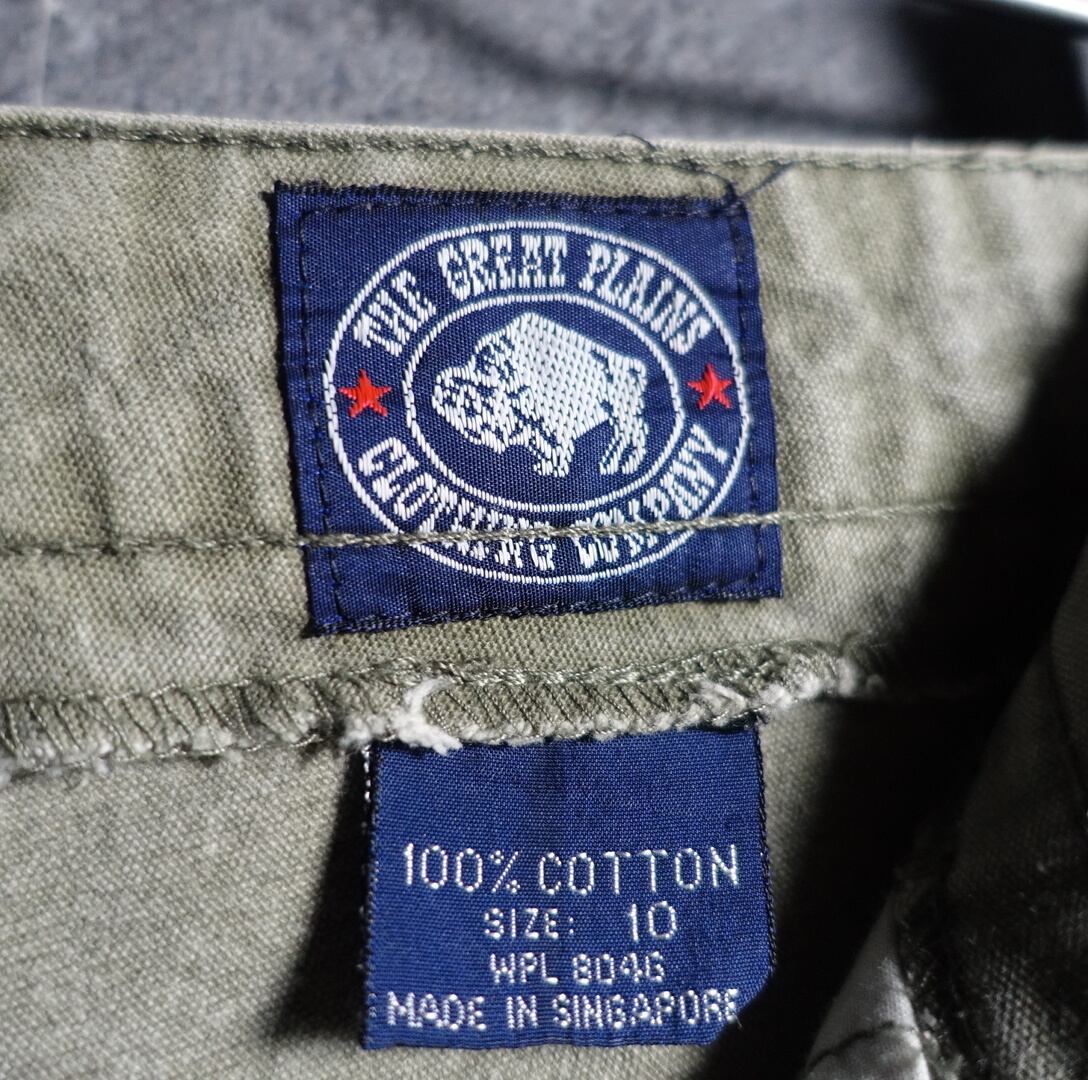 THE GREAT PLAINS
CLOTHING COMPANY
100% COTTON
SIZE: 10
WPL 8046
MADE IN SINGAPORE